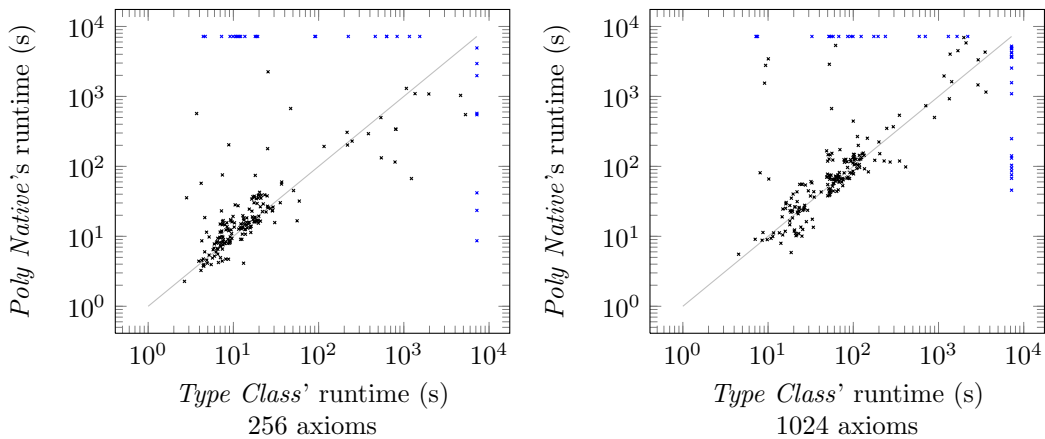 10^4
10^3
10^2
10^1
10^0
Poly Native's runtime (s)
10^0 10^1 10^2 10^3 10^4
Type Class' runtime (s)
256 axioms
10^4
10^3
10^2
10^1
10^0
Poly Native's runtime (s)
10^0 10^1 10^2 10^3 10^4
Type Class' runtime (s)
1024 axioms